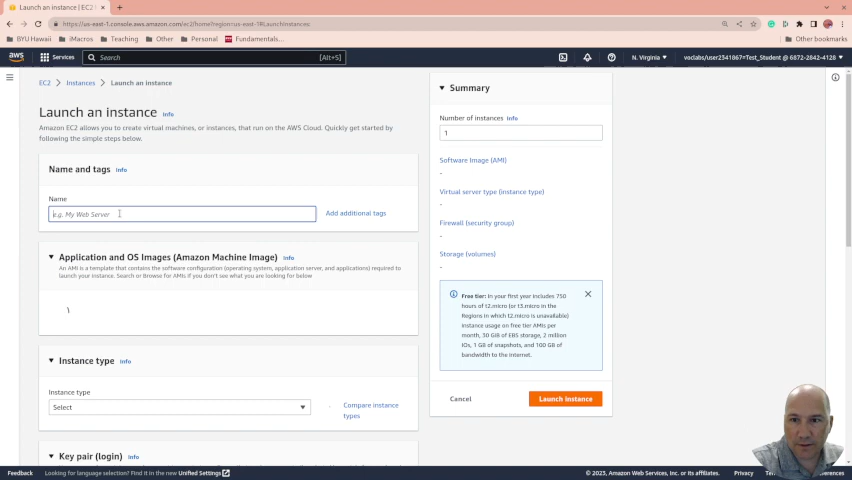 Launch an instance | EC2
https://us-east-1.console.aws.amazon.com/ec2/home?region=us-east-1#LaunchInstances:
BYU Hawaii
iMacros
Teaching
Other
Personal
Fundamentals...
Other bookmarks
aws
Services
Search
[Alt+S]
N. Virginia
voclabs/user2341067=Test_Student @ 6872-2842-4128
EC2
Instances
Launch an instance
Launch an instance
Info
Amazon EC2 allows you to create virtual machines, or instances, that run on the AWS Cloud. Quickly get started by
following the simple steps below.
Name and tags
Info
Name
e.g. My Web Server
Add additional tags
Application and OS Images (Amazon Machine Image)
Info
An AMI is a template that contains the software configuration (operating system, application server, and applications) required to
launch your instance. Search or Browse for AMIs if you don't see what you are looking for below
Instance type
Info
Instance type
Select
Compare instance
types
Key pair (login)
Info
Summary
Number of instances
Info
1
Software Image (AMI)
-
Virtual server type (instance type)
-
Firewall (security group)
-
Storage (volumes)
-
Free tier: In your first year includes 750
hours of t2.micro (or t3.micro in the
Regions in which t2.micro is unavailable)
instance usage on free tier AMIs per
month, 30 GiB of EBS storage, 2 million
IOs, 1 GB of snapshots, and 100 GB of
bandwidth to the internet.
Cancel
Launch instance
Feedback
Looking for language selection? Find it in the new Unified Settings
© 2023, Amazon Web Services, Inc. or its affiliates.
Privacy